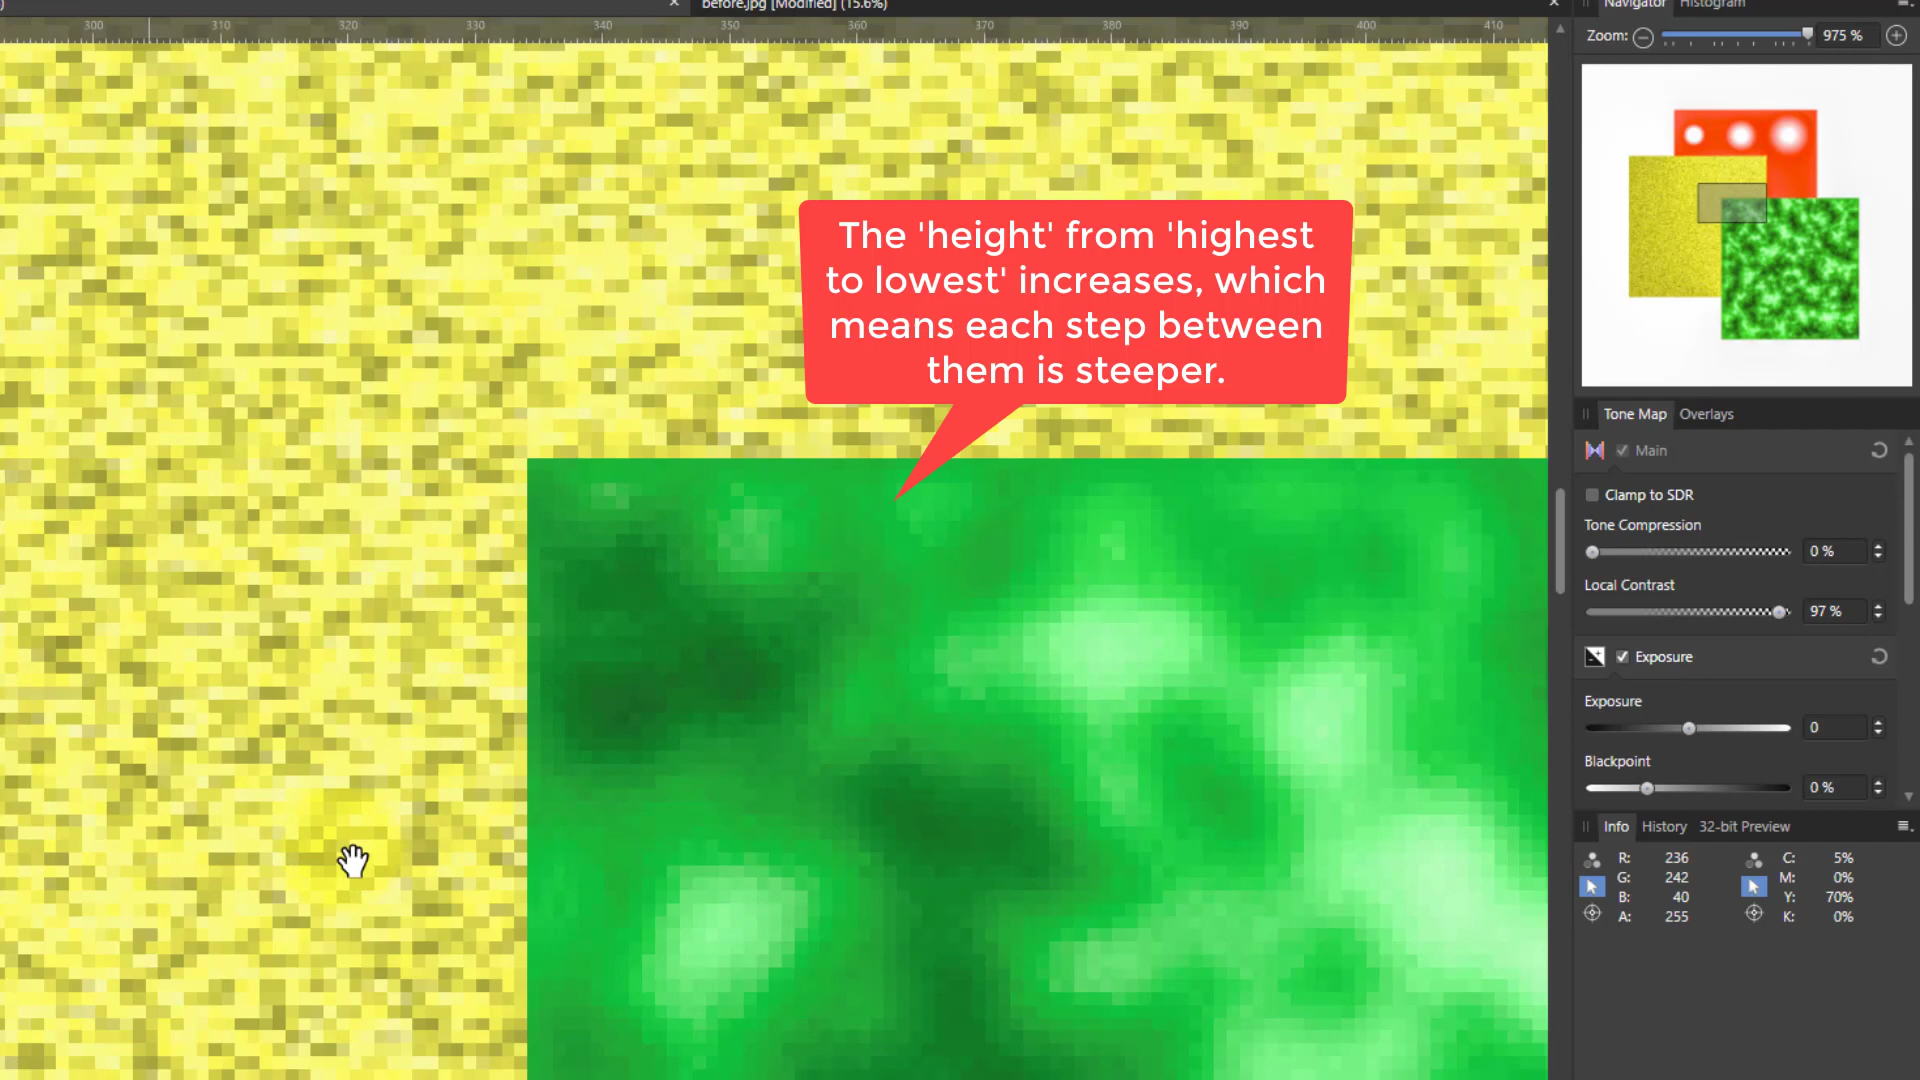 before.jpg [Modified] (15.6%)
300 310 320 330 340 350 360 370 380 390 400 410
Navigator Histogram
Zoom: 975 %
The 'height' from 'highest
to lowest' increases, which
means each step between
them is steeper.
Tone Map Overlays
Main
Clamp to SDR
Tone Compression
0 %
Local Contrast
97 %
Exposure
Exposure
0
Blackpoint
0 %
Info History 32-bit Preview
R: 236 C: 5%
G: 242 M: 0%
B: 40 Y: 70%
A: 255 K: 0%